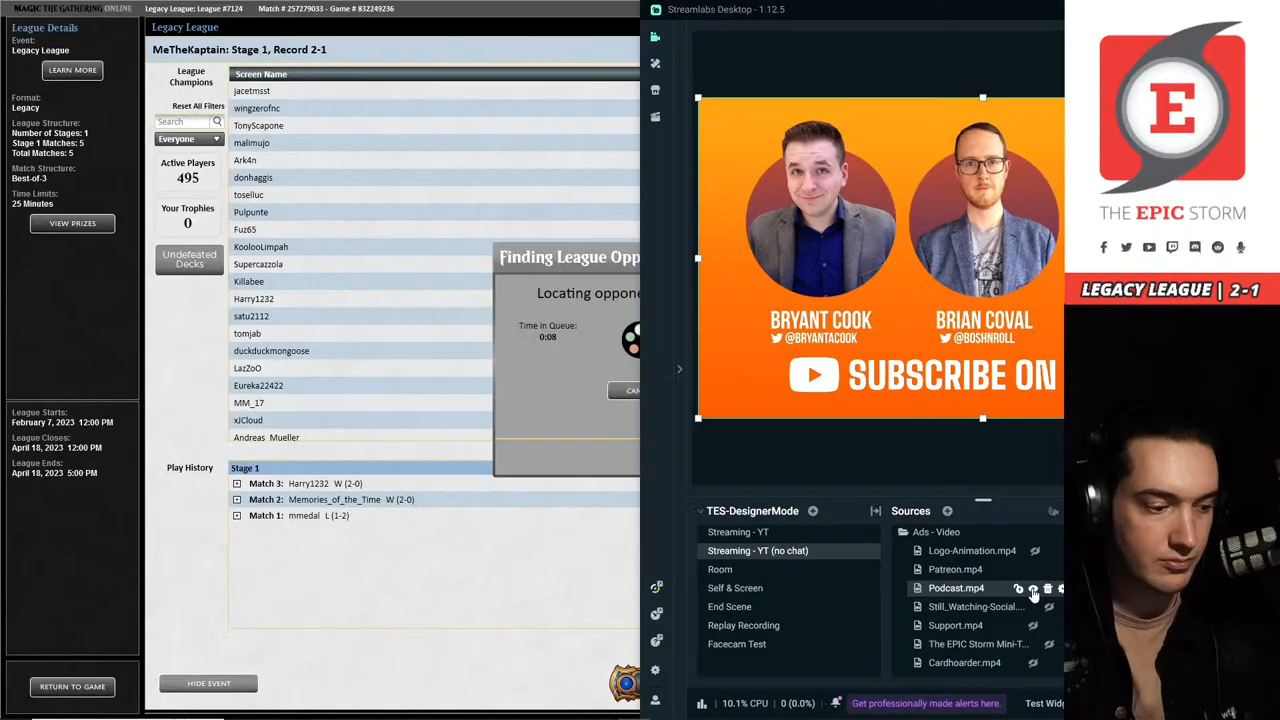 MAGIC THE GATHERING ONLINE
Legacy League: League #7124
Match # 257279033 - Game # 832249236
League Details
Event:
Legacy League
LEARN MORE
Format:
Legacy
League Structure:
Number of Stages: 1
Stage 1 Matches: 5
Total Matches: 5
Match Structure:
Best-of-3
Time Limits:
25 Minutes
VIEW PRIZES
League Starts:
February 7, 2023 12:00 PM
League Closes:
April 18, 2023 12:00 PM
League Ends:
April 18, 2023 5:00 PM
RETURN TO GAME
Legacy League
MeTheKaptain: Stage 1, Record 2-1
League
Champions
Reset All Filters
Search
Everyone
Active Players
495
Your Trophies
0
Undefeated
Decks
Screen Name
jacetmsst
wingzerofnc
TonyScapone
malimujo
Ark4n
donhaggis
toselluc
Pulpunte
Fuz65
KoolooLimpah
Supercazzola
Killabee
Harry1232
satu2112
tomjab
duckduckmongoose
LazZoO
Eureka22422
MM_17
xJCloud
Andreas_Mueller
Finding League Opp
Locating oppone
Time in Queue:
0:08
CAN
Play History
Stage 1
Match 3: Harry1232 W (2-0)
Match 2: Memories_of_the_Time W (2-0)
Match 1: mmedal L (1-2)
HIDE EVENT
Streamlabs Desktop - 1.12.5
BRYANT COOK
@BRYANTACOOK
BRIAN COVAL
@BOSHNROLL
SUBSCRIBE ON
TES-DesignerMode
Streaming - YT
Streaming - YT (no chat)
Room
Self & Screen
End Scene
Replay Recording
Facecam Test
Sources
Ads - Video
Logo-Animation.mp4
Patreon.mp4
Podcast.mp4
Still_Watching-Social....
Support.mp4
The EPIC Storm Mini-T...
Cardhoarder.mp4
10.1% CPU
0 (0.0%)
Get professionally made alerts here.
Test Widg
E
THE EPIC STORM
LEGACY LEAGUE | 2-1